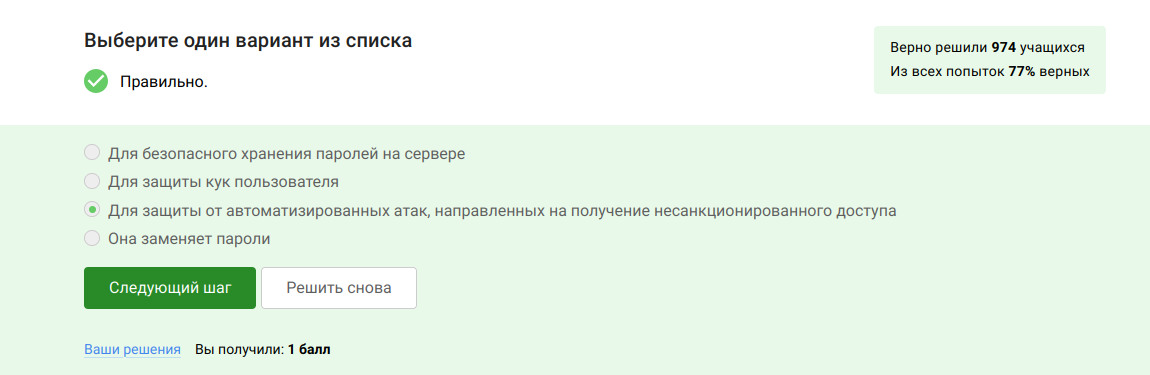 Выберите один вариант из списка
Правильно.
Верно решили 974 учащихся
Из всех попыток 77% верных
Для безопасного хранения паролей на сервере
Для защиты кук пользователя
Для защиты от автоматизированных атак, направленных на получение несанкционированного доступа
Она заменяет пароли
Следующий шаг
Решить снова
Ваши решения Вы получили: 1 балл